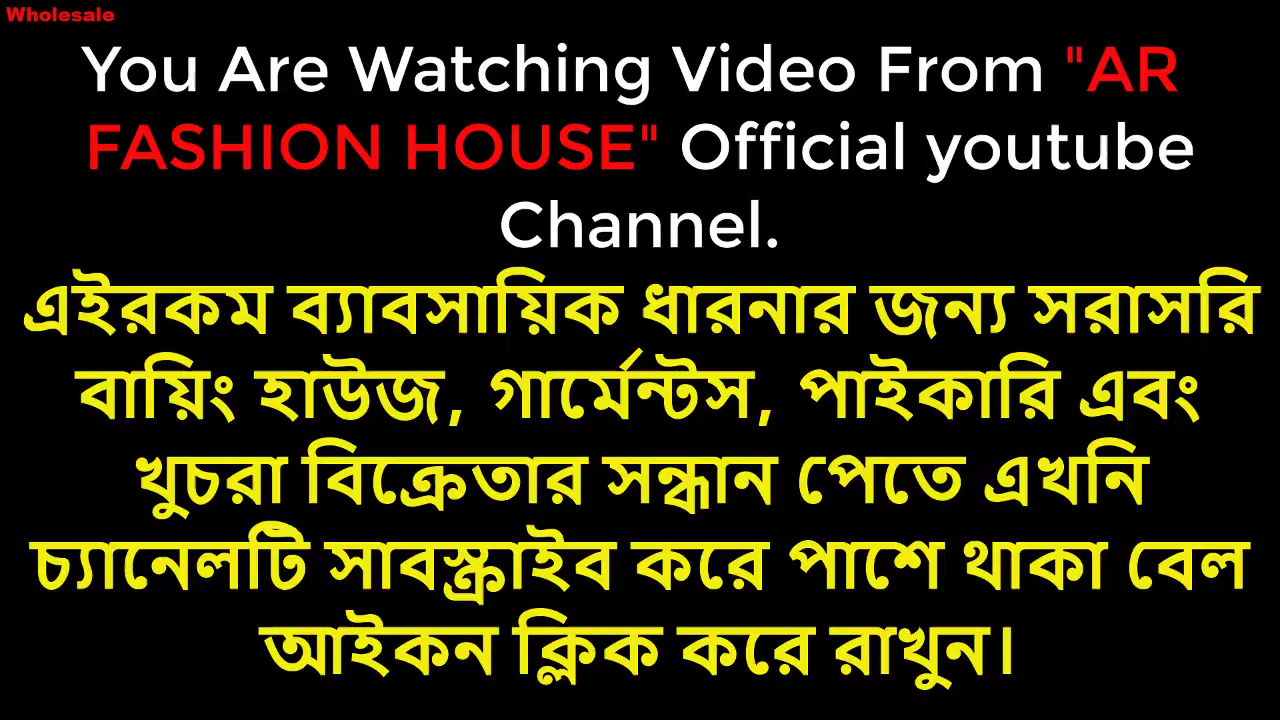 Wholesale
You Are Watching Video From "AR
FASHION HOUSE" Official youtube
Channel.
এইরকম ব্যাবসায়িক ধারনার জন্য সরাসরি
বায়িং হাউজ, গার্মেন্টস, পাইকারি এবং
খুচরা বিক্রেতার সন্ধান পেতে এখনি
চ্যানেলটি সাবস্ক্রাইব করে পাশে থাকা বেল
আইকন ক্লিক করে রাখুন।